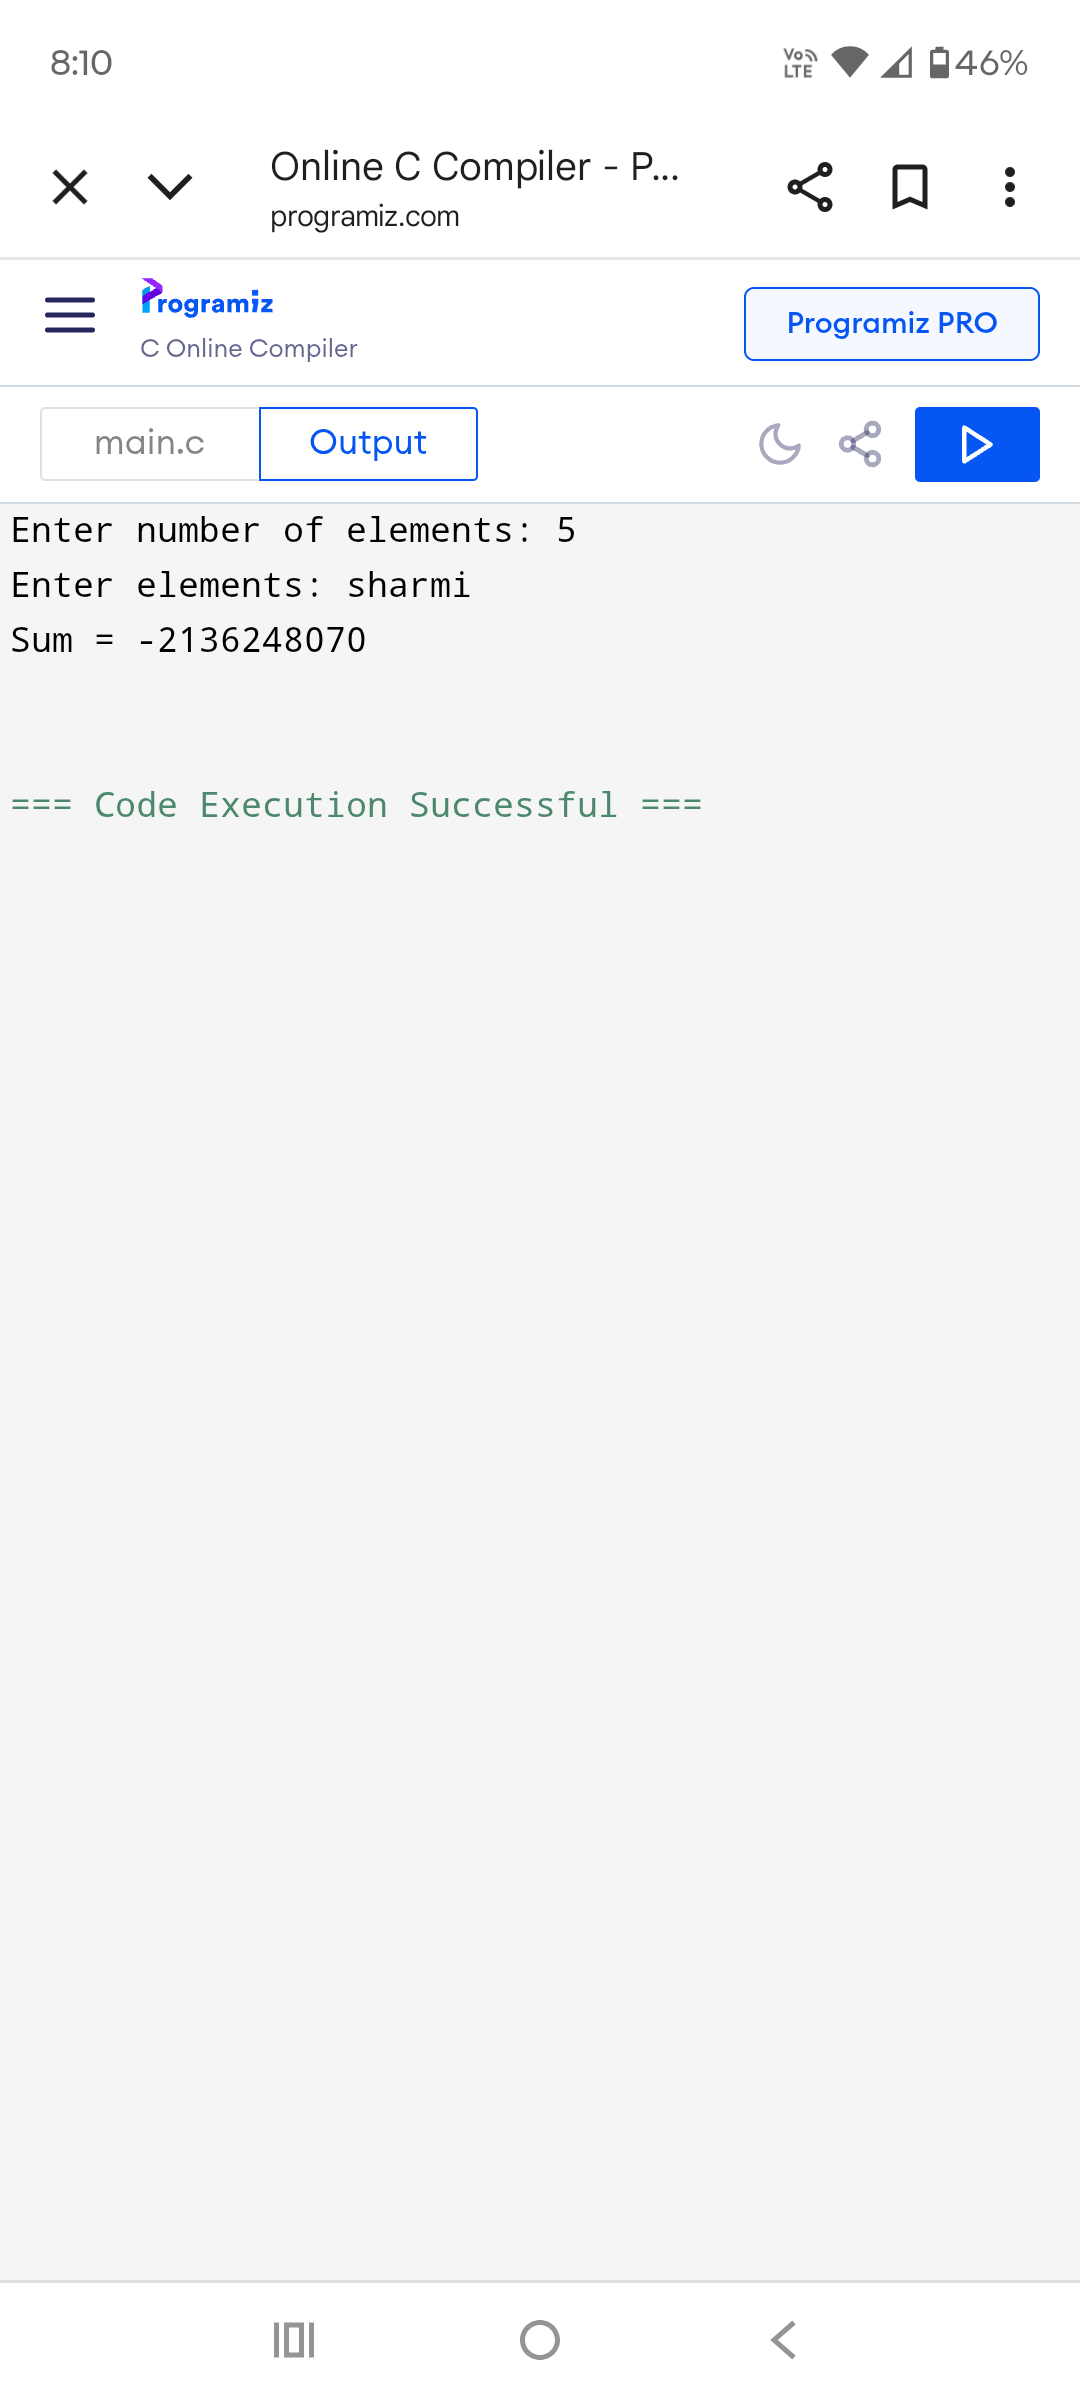 8:10
Vo LTE 46%
Online C Compiler - P...
programiz.com
Programiz
C Online Compiler
Programiz PRO
main.c
Output
Enter number of elements: 5
Enter elements: sharmi
Sum = -2136248070
=== Code Execution Successful ===